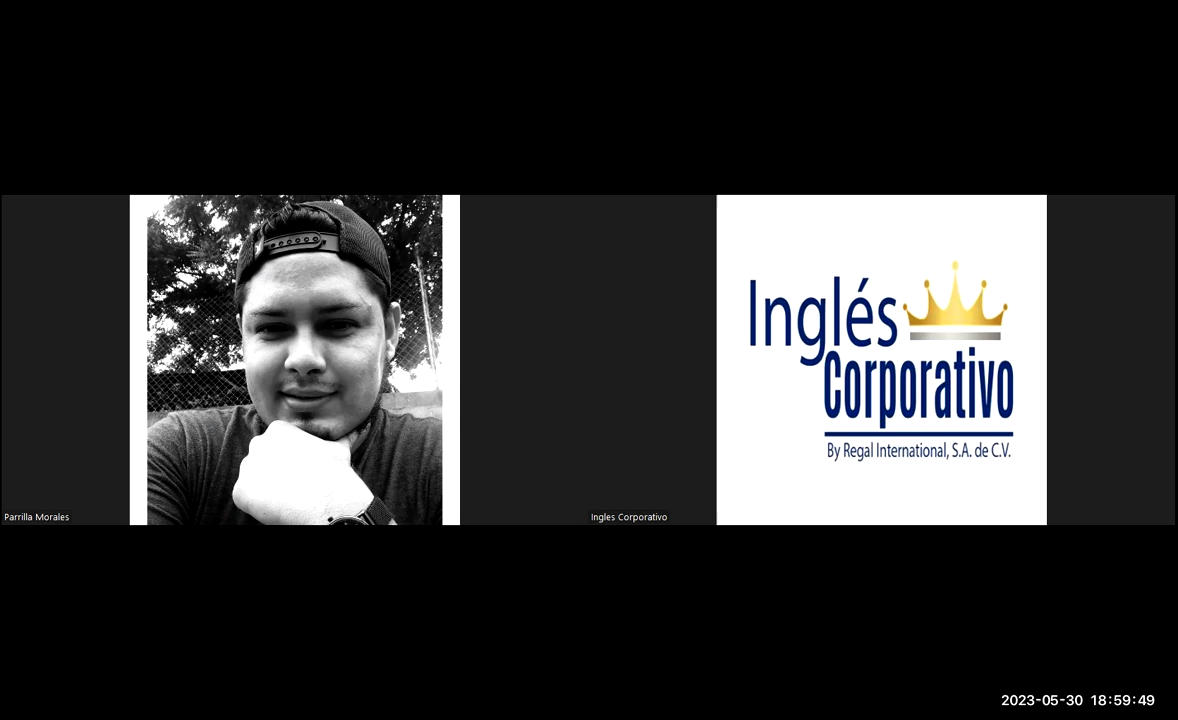 Inglés
Corporativo
By Regal International, S.A. de C.V.
Parrilla Morales
Ingles Corporativo
2023-05-30 18:59:49